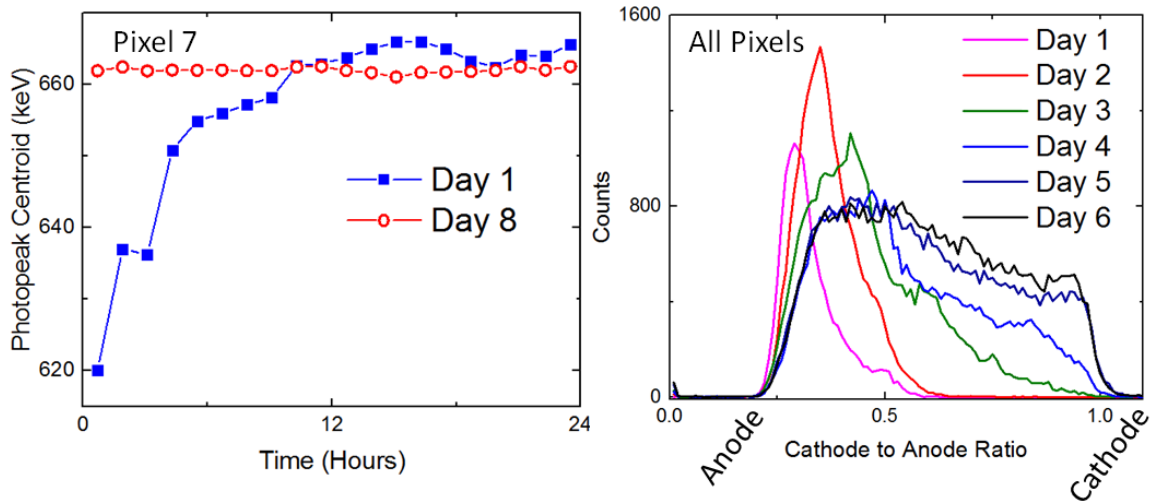 Pixel 7
Photopeak Centroid (keV)
660
640
620
Day 1
Day 8
0
6
12
18
24
Time (Hours)
All Pixels
Counts
1600
800
0
Day 1
Day 2
Day 3
Day 4
Day 5
Day 6
0.0
0.5
1.0
Anode
Cathode to Anode Ratio
Cathode